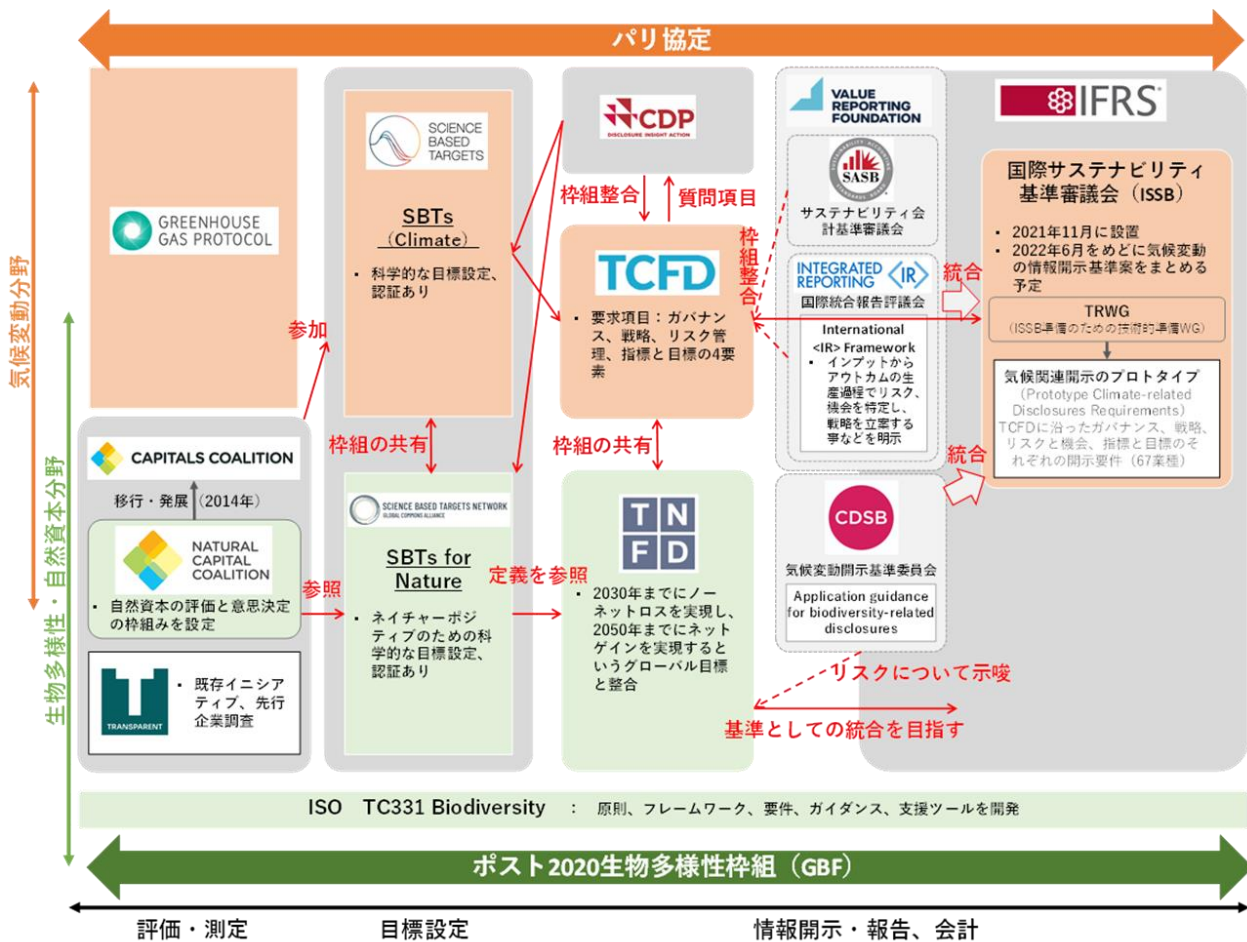 パリ協定
気候変動分野
生物多様性・自然資本分野
GREENHOUSE
GAS PROTOCOL
参加
CAPITALS COALITION
移行・発展 (2014年)
NATURAL
CAPITAL
COALITION
• 自然資本の評価と意思決定
の枠組みを設定
参照
TRANSPARENT
• 既存イニシア
ティブ、先行
企業調査
SCIENCE
BASED
TARGETS
SBTs
(Climate)
• 科学的な目標設定、
認証あり
枠組の共有
SCIENCE BASED TARGETS NETWORK
GLOBAL COMMONS ALLIANCE
SBTs for
Nature
• ネイチャーポジ
ティブのための科
学的な目標設定、
認証あり
定義を参照
CDP
DISCLOSURE INSIGHT ACTION
枠組整合
質問項目
TCFD
• 要求項目:ガバナン
ス、戦略、リスク管
理、指標と目標の4要
素
枠組の共有
T N
F D
• 2030年までにノー
ネットロスを実現し、
2050年までにネット
ゲインを実現すると
いうグローバル目標
と整合
枠組整合
VALUE
REPORTING
FOUNDATION
SASB
サステナビリティ会
計基準審議会
INTEGRATED
REPORTING <IR>
国際統合報告評議会
International
<IR> Framework
• インプットから
アウトカムの生
産過程でリスク、
機会を特定し、
戦略を立案する
事などを明示
統合
CDSB
気候変動開示基準委員会
Application guidance
for biodiversity-related
disclosures
統合
リスクについて示唆
基準としての統合を目指す
IFRS
国際サステナビリティ
基準審議会(ISSB)
• 2021年11月に設置
• 2022年6月をめどに気候変動
の情報開示基準案をまとめる
予定
TRWG
(ISSB準備のための技術的準備WG)
気候関連開示のプロトタイプ
(Prototype Climate-related
Disclosures Requirements)
TCFDに沿ったガバナンス、戦略、
リスクと機会、指標と目標のそ
れぞれの開示要件(67業種)
ISO TC331 Biodiversity : 原則、フレームワーク、要件、ガイダンス、支援ツールを開発
ポスト2020生物多様性枠組(GBF)
評価・測定
目標設定
情報開示・報告、会計